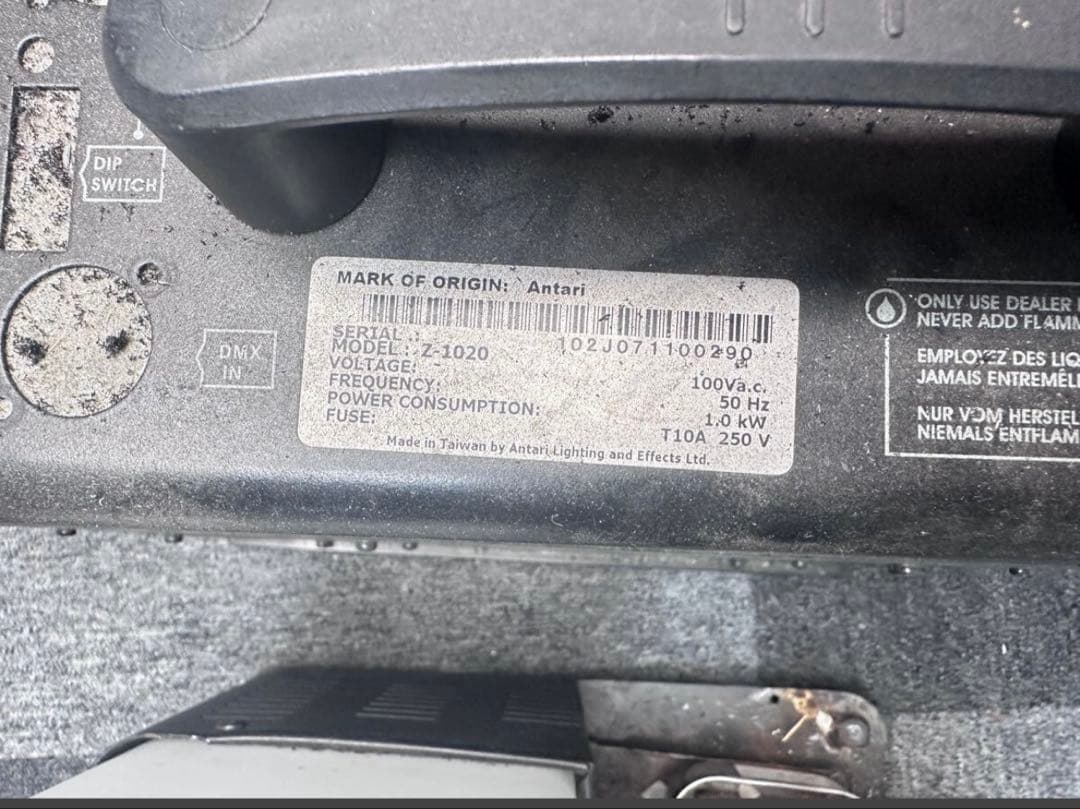 DIP
SWITCH
DMX
IN
MARK OF ORIGIN: Antari
SERIAL : 102J071100290
MODEL : Z-1020
VOLTAGE: 100Va.c.
FREQUENCY: 50 Hz
POWER CONSUMPTION: 1.0 kW
FUSE: T10A 250 V
Made in Taiwan by Antari Lighting and Effects Ltd.
ONLY USE DEALER
NEVER ADD FLAMM
EMPLOYEZ DES LIQ
JAMAIS ENTREMÊL
NUR VOM HERSTEL
NIEMALS ENTFLAM